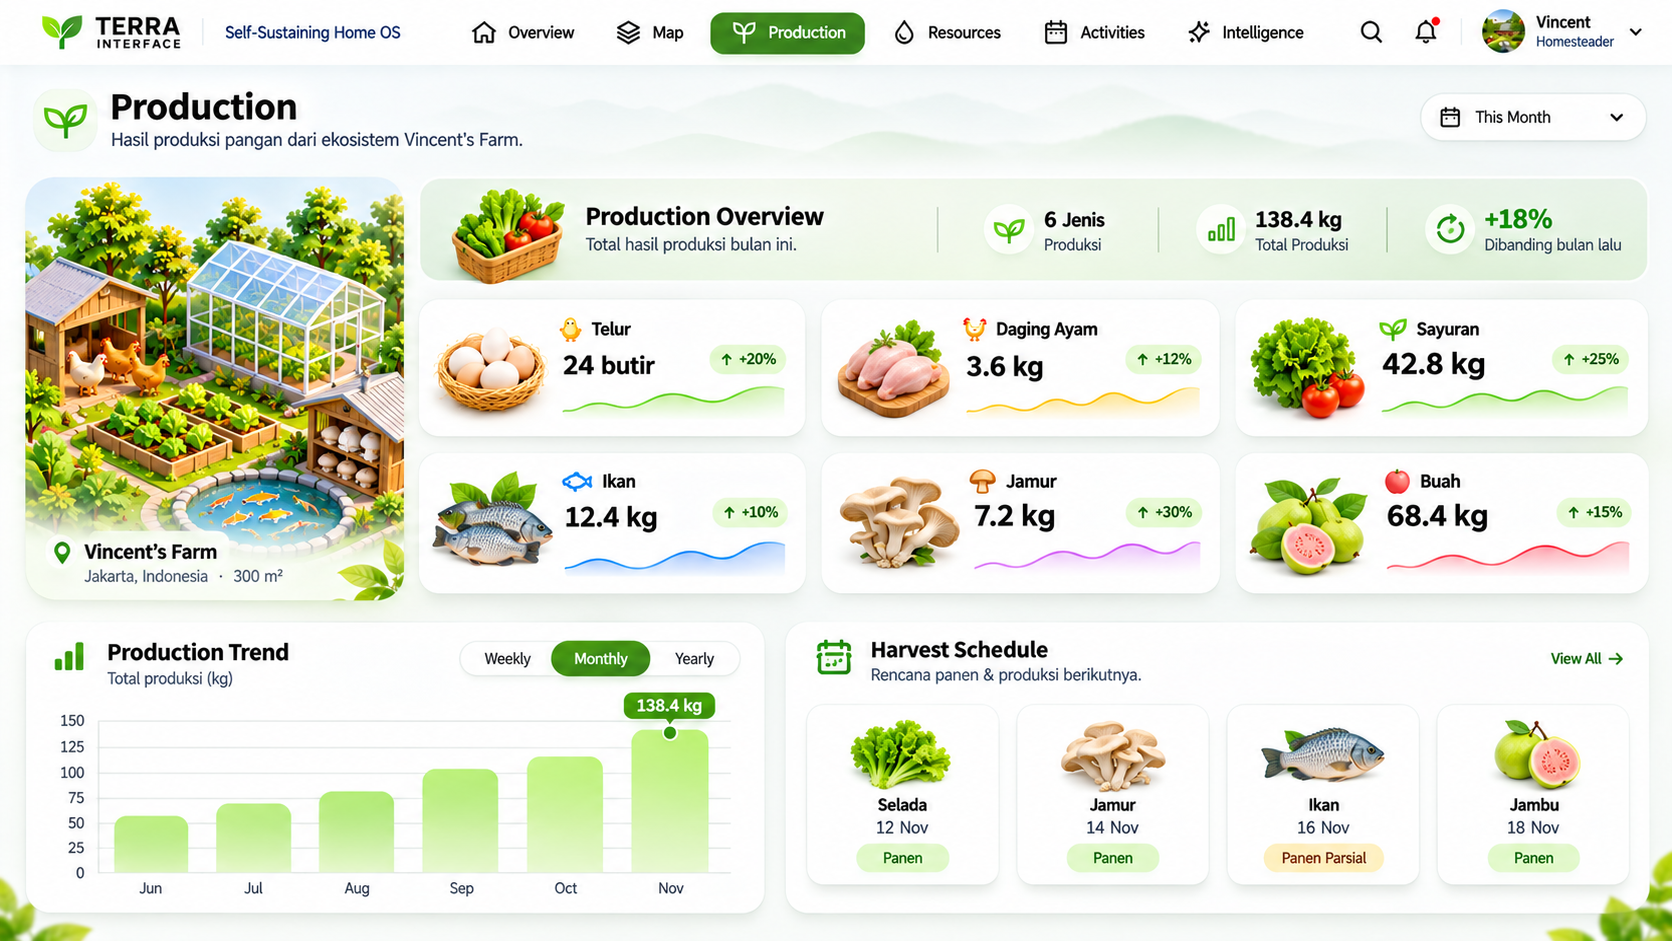 TERRA
INTERFACE
Self-Sustaining Home OS
Overview
Map
Production
Resources
Activities
Intelligence
Vincent
Homesteader
Production
Hasil produksi pangan dari ekosistem Vincent's Farm.
This Month
Vincent's Farm
Jakarta, Indonesia · 300 m²
Production Overview
Total hasil produksi bulan ini.
6 Jenis
Produksi
138.4 kg
Total Produksi
+18%
Dibanding bulan lalu
Telur
24 butir
↑ +20%
Daging Ayam
3.6 kg
↑ +12%
Sayuran
42.8 kg
↑ +25%
Ikan
12.4 kg
↑ +10%
Jamur
7.2 kg
↑ +30%
Buah
68.4 kg
↑ +15%
Production Trend
Total produksi (kg)
Weekly
Monthly
Yearly
138.4 kg
150
125
100
75
50
25
0
Jun
Jul
Aug
Sep
Oct
Nov
Harvest Schedule
Rencana panen & produksi berikutnya.
View All →
Selada
12 Nov
Panen
Jamur
14 Nov
Panen
Ikan
16 Nov
Panen Parsial
Jambu
18 Nov
Panen